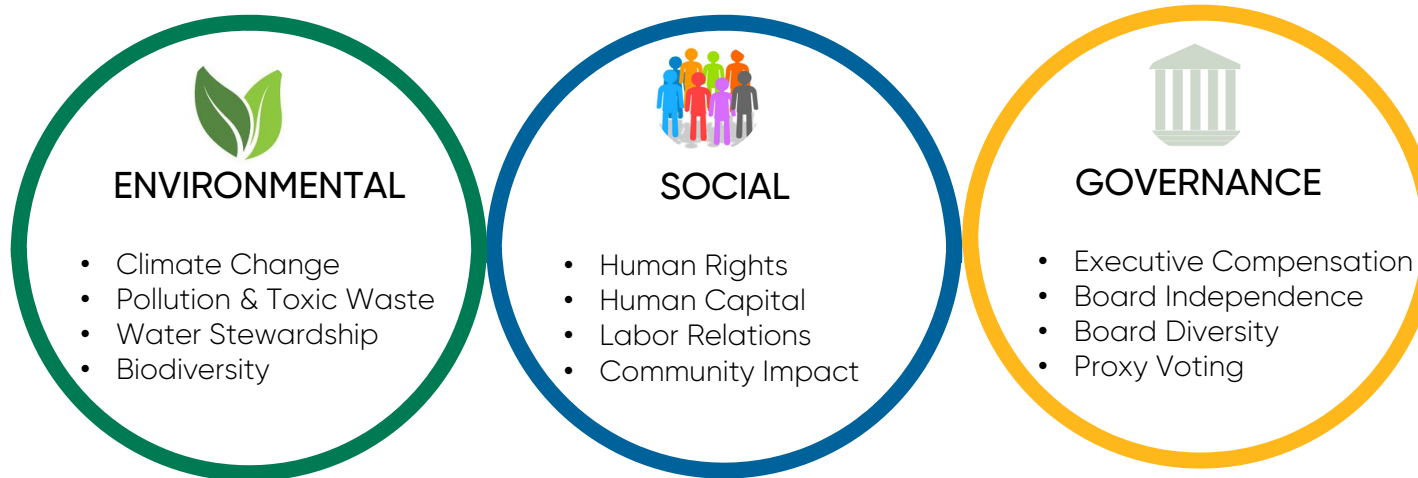 ENVIRONMENTAL
• Climate Change
• Pollution & Toxic Waste
• Water Stewardship
• Biodiversity
SOCIAL
• Human Rights
• Human Capital
• Labor Relations
• Community Impact
GOVERNANCE
• Executive Compensation
• Board Independence
• Board Diversity
• Proxy Voting